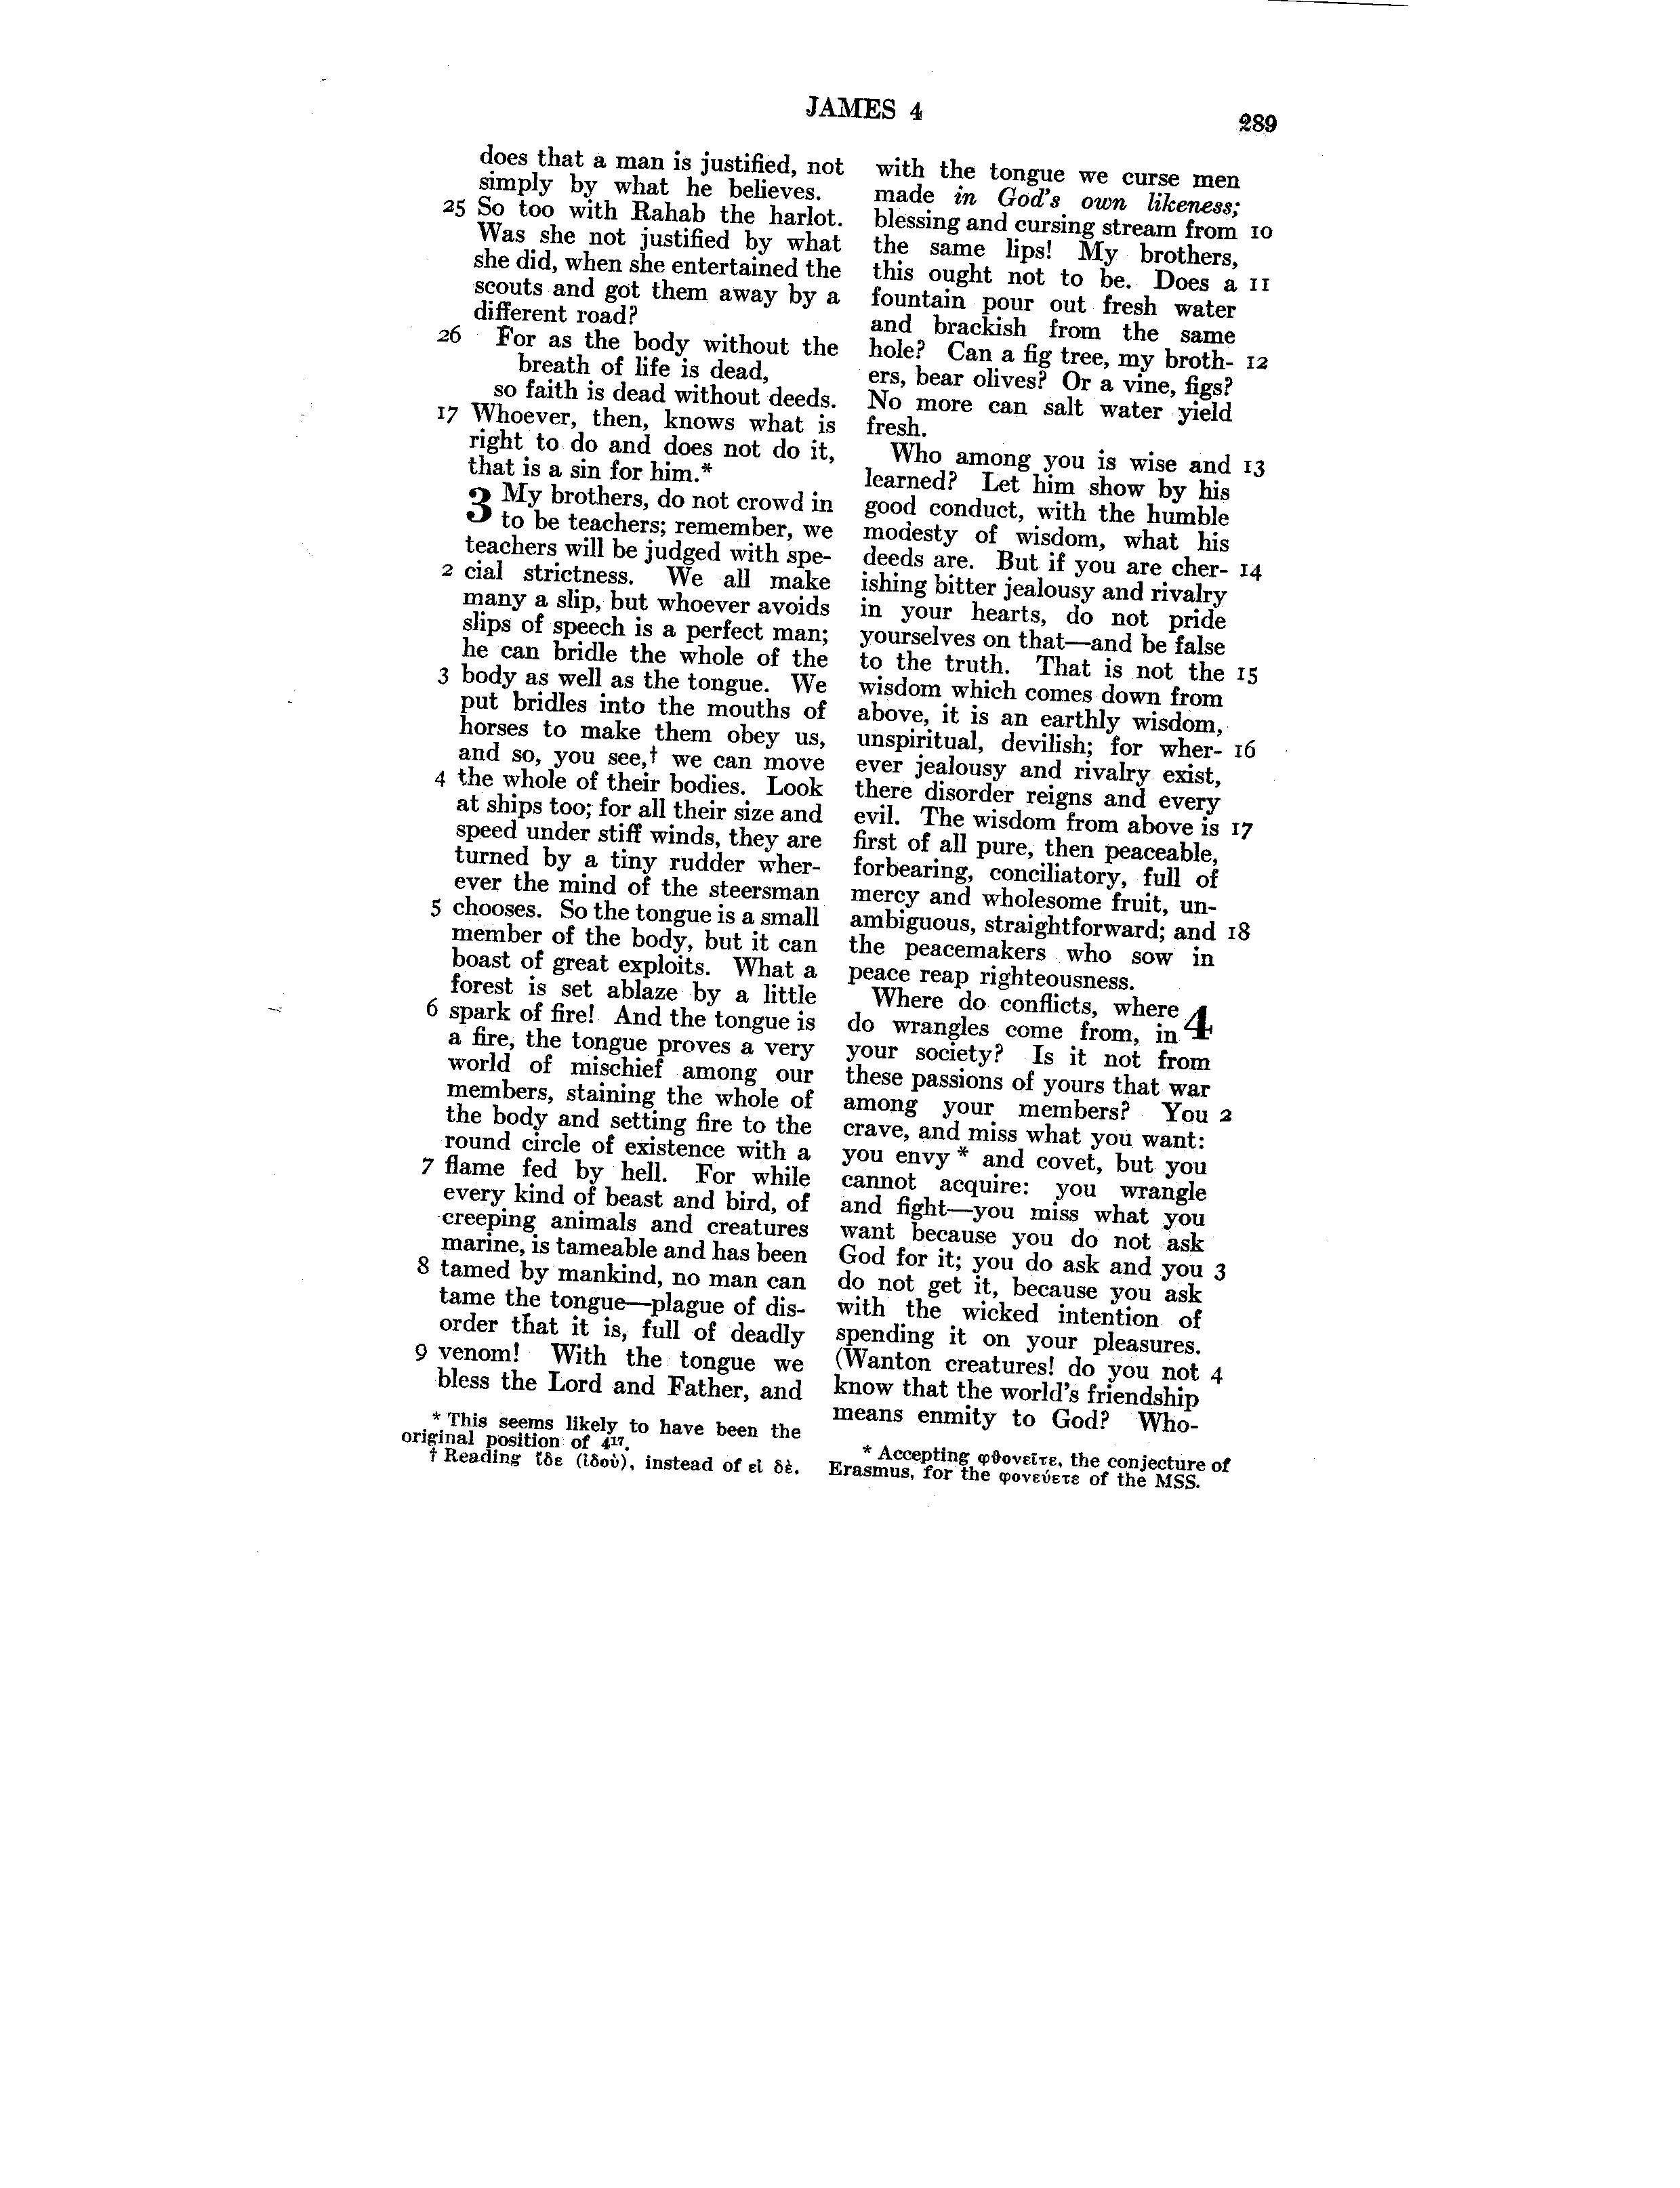 JAMES 4
289
does that a man is justified, not
simply by what he believes.
25 So too with Rahab the harlot.
Was she not justified by what
she did, when she entertained the
scouts and got them away by a
different road?
26 For as the body without the
breath of life is dead,
so faith is dead without deeds.
17 Whoever, then, knows what is
right to do and does not do it,
that is a sin for him.*
3 My brothers, do not crowd in
to be teachers; remember, we
teachers will be judged with spe-
2 cial strictness. We all make
many a slip, but whoever avoids
slips of speech is a perfect man;
he can bridle the whole of the
3 body as well as the tongue. We
put bridles into the mouths of
horses to make them obey us,
and so, you see,† we can move
4 the whole of their bodies. Look
at ships too; for all their size and
speed under stiff winds, they are
turned by a tiny rudder wher-
ever the mind of the steersman
5 chooses. So the tongue is a small
member of the body, but it can
boast of great exploits. What a
forest is set ablaze by a little
6 spark of fire! And the tongue is
a fire, the tongue proves a very
world of mischief among our
members, staining the whole of
the body and setting fire to the
round circle of existence with a
7 flame fed by hell. For while
every kind of beast and bird, of
creeping animals and creatures
marine, is tameable and has been
8 tamed by mankind, no man can
tame the tongue—plague of dis-
order that it is, full of deadly
9 venom! With the tongue we
bless the Lord and Father, and
* This seems likely to have been the
original position of 4¹⁷.
† Reading ἴδε (ἰδοὺ), instead of εἰ δὲ.
with the tongue we curse men
made in God's own likeness;
blessing and cursing stream from 10
the same lips! My brothers,
this ought not to be. Does a 11
fountain pour out fresh water
and brackish from the same
hole? Can a fig tree, my broth- 12
ers, bear olives? Or a vine, figs?
No more can salt water yield
fresh.
Who among you is wise and 13
learned? Let him show by his
good conduct, with the humble
modesty of wisdom, what his
deeds are. But if you are cher- 14
ishing bitter jealousy and rivalry
in your hearts, do not pride
yourselves on that—and be false
to the truth. That is not the 15
wisdom which comes down from
above, it is an earthly wisdom,
unspiritual, devilish; for wher- 16
ever jealousy and rivalry exist,
there disorder reigns and every
evil. The wisdom from above is 17
first of all pure, then peaceable,
forbearing, conciliatory, full of
mercy and wholesome fruit, un-
ambiguous, straightforward; and 18
the peacemakers who sow in
peace reap righteousness.
Where do conflicts, where 4
do wrangles come from, in
your society? Is it not from
these passions of yours that war
among your members? You 2
crave, and miss what you want:
you envy * and covet, but you
cannot acquire: you wrangle
and fight—you miss what you
want because you do not ask
God for it; you do ask and you 3
do not get it, because you ask
with the wicked intention of
spending it on your pleasures.
(Wanton creatures! do you not 4
know that the world's friendship
means enmity to God? Who-
* Accepting φθονεῖτε, the conjecture of
Erasmus, for the φονεύετε of the MSS.